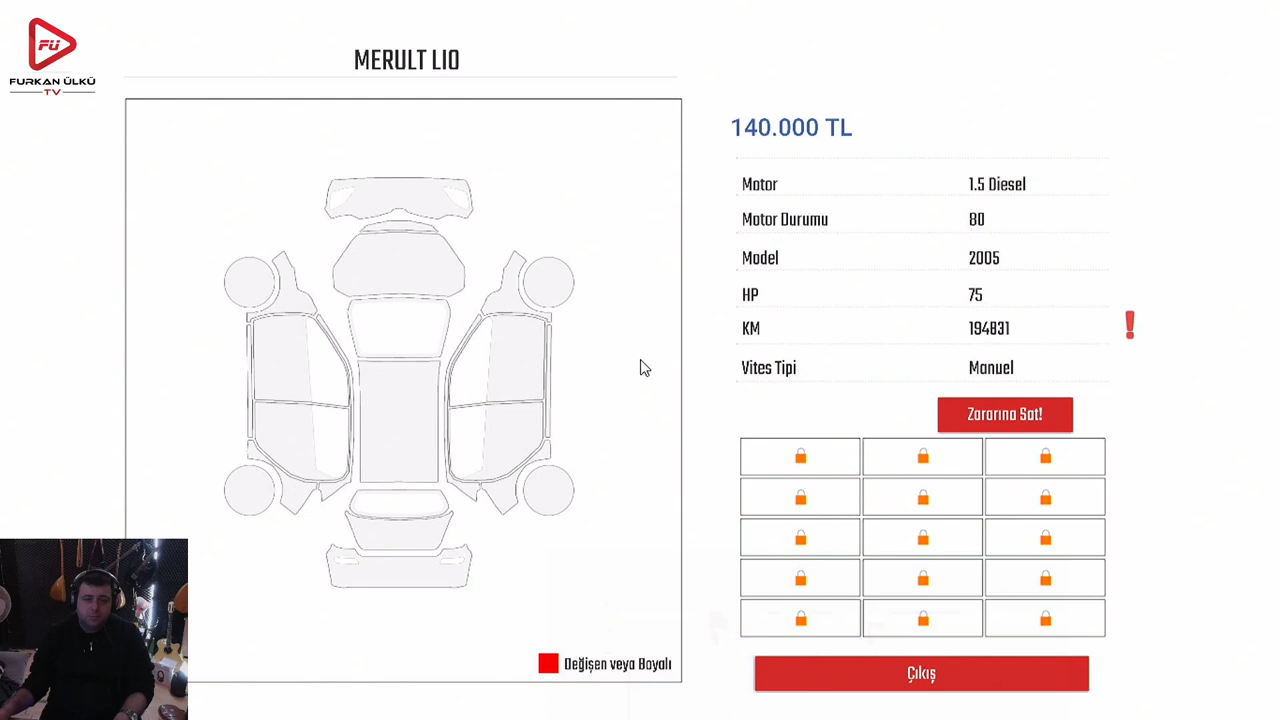 FU
FURKAN ÜLKÜ
TV
MERULT LIO
140.000 TL
Motor 1.5 Diesel
Motor Durumu 80
Model 2005
HP 75
KM 194831
Vites Tipi Manuel
Zararına Sat!
Değişen veya Boyalı
Çıkış